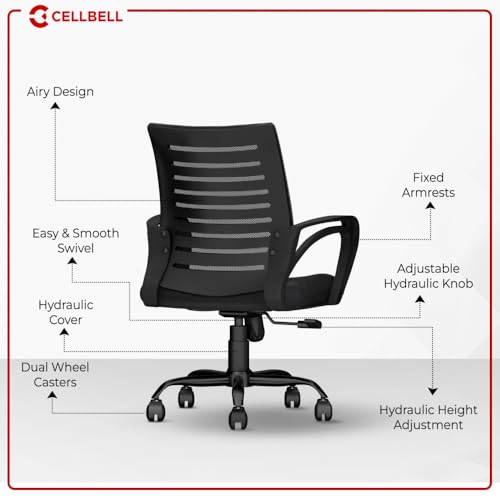 CELLBELL
Airy Design
Fixed
Armrests
Easy & Smooth
Swivel
Adjustable
Hydraulic Knob
Hydraulic
Cover
Dual Wheel
Casters
Hydraulic Height
Adjustment